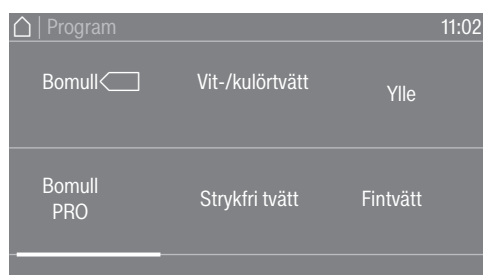 Program 11:02
Bomull Vit-/kulörtvätt Ylle
Bomull
PRO Strykfri tvätt Fintvätt